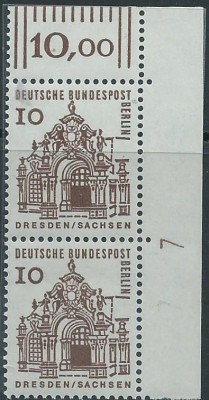 10,00
10
DEUTSCHE BUNDESPOST
BERLIN
DRESDEN/SACHSEN
7
10
DEUTSCHE BUNDESPOST
BERLIN
DRESDEN/SACHSEN